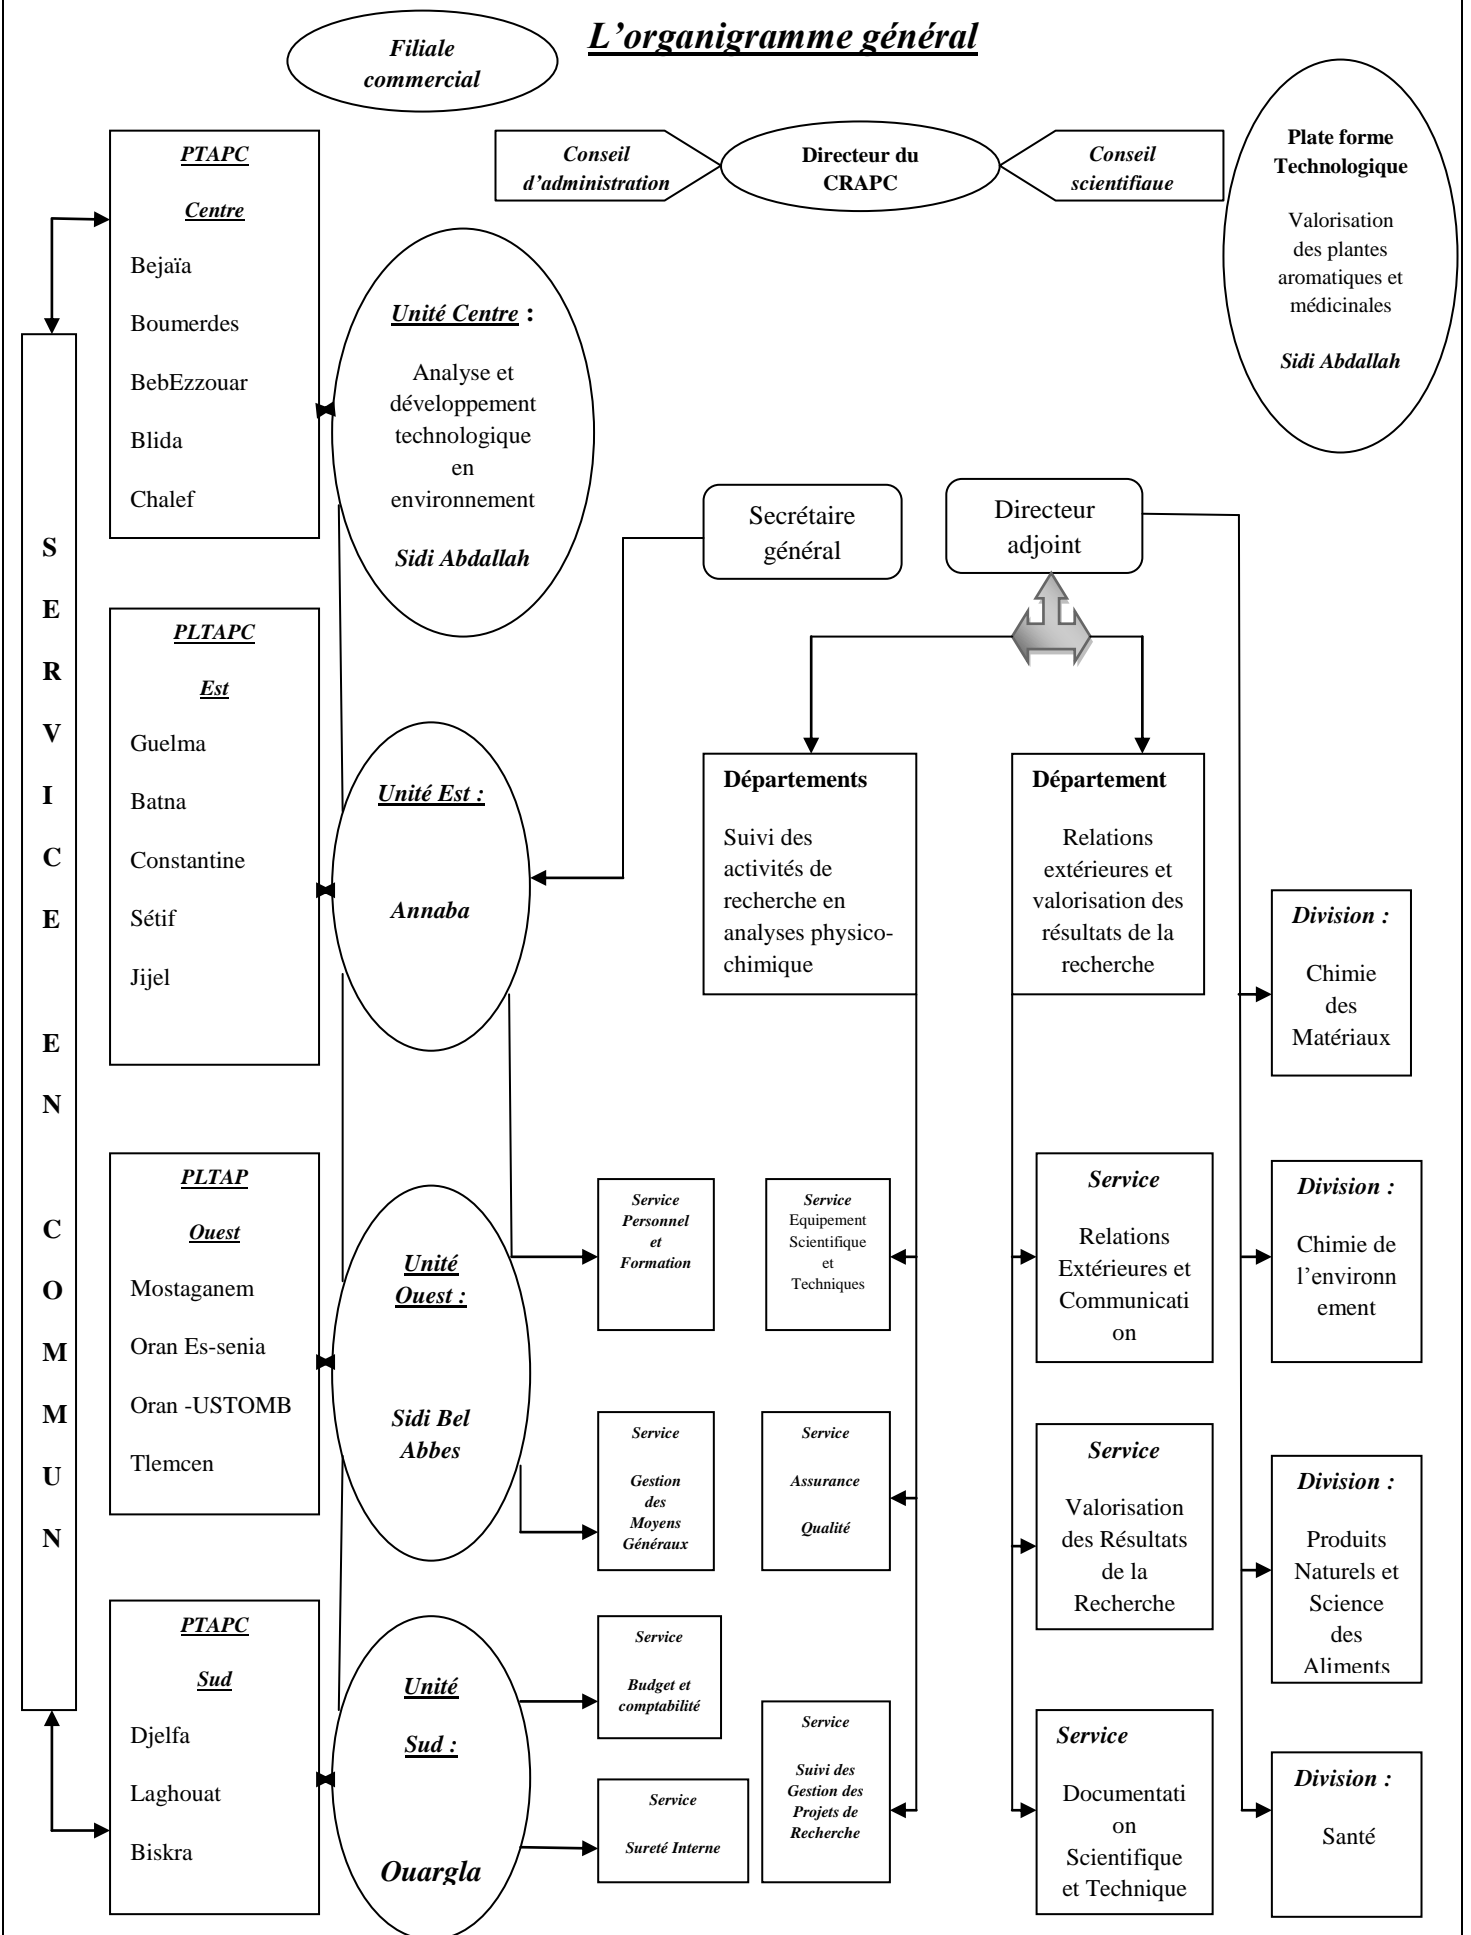 L'organigramme général
Filiale
commercial
Conseil
d'administration
Directeur du
CRAPC
Conseil
scientifiaue
Plate forme
Technologique
Valorisation
des plantes
aromatiques et
médicinales
Sidi Abdallah
PTAPC
Centre
Bejaïa
Boumerdes
BebEzzouar
Blida
Chalef
Unité Centre :
Analyse et
développement
technologique
en
environnement
Sidi Abdallah
Secrétaire
général
Directeur
adjoint
S
E
R
V
I
C
E
E
N
C
O
M
M
U
N
PLTAPC
Est
Guelma
Batna
Constantine
Sétif
Jijel
Unité Est :
Annaba
Départements
Suivi des
activités de
recherche en
analyses physico-
chimique
Département
Relations
extérieures et
valorisation des
résultats de la
recherche
Division :
Chimie
des
Matériaux
PLTAP
Ouest
Mostaganem
Oran Es-senia
Oran -USTOMB
Tlemcen
Unité
Ouest :
Sidi Bel
Abbes
Service
Personnel
et
Formation
Service
Equipement
Scientifique
et
Techniques
Service
Relations
Extérieures et
Communicati
on
Division :
Chimie de
l'environn
ement
Service
Gestion
des
Moyens
Généraux
Service
Assurance
Qualité
Service
Valorisation
des Résultats
de la
Recherche
Division :
Produits
Naturels et
Science
des
Aliments
PTAPC
Sud
Djelfa
Laghouat
Biskra
Unité
Sud :
Ouargla
Service
Budget et
comptabilité
Service
Sureté Interne
Service
Suivi des
Gestion des
Projets de
Recherche
Service
Documentati
on
Scientifique
et Technique
Division :
Santé